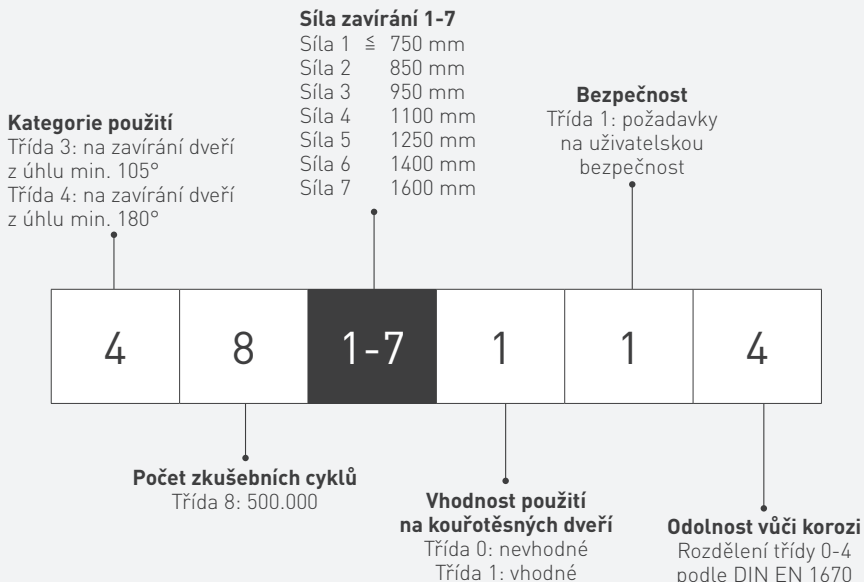 Síla zavírání 1-7
Síla 1 ≦ 750 mm
Síla 2 850 mm
Síla 3 950 mm
Síla 4 1100 mm
Síla 5 1250 mm
Síla 6 1400 mm
Síla 7 1600 mm
Kategorie použití
Třída 3: na zavírání dveří
z úhlu min. 105°
Třída 4: na zavírání dveří
z úhlu min. 180°
Bezpečnost
Třída 1: požadavky
na uživatelskou
bezpečnost
4 8 1-7 1 1 4
Počet zkušebních cyklů
Třída 8: 500.000
Vhodnost použití
na kouřotěsných dveří
Třída 0: nevhodné
Třída 1: vhodné
Odolnost vůči korozi
Rozdělení třídy 0-4
podle DIN EN 1670